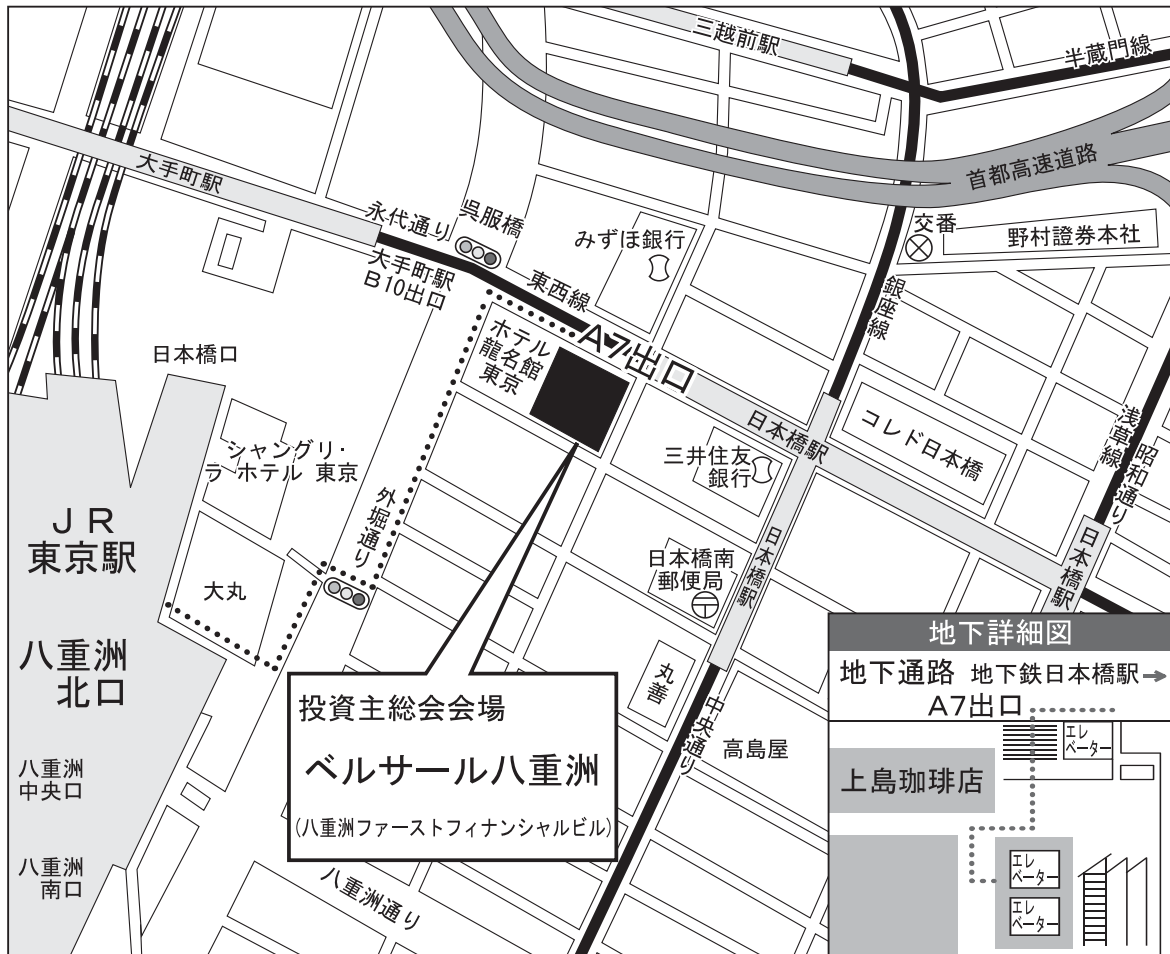 三越前駅
半蔵門線
首都高速道路
大手町駅
永代通り
呉服橋
みずほ銀行
交番
野村證券本社
大手町駅
B10出口
東西線
銀座線
A7出口
日本橋口
ホテル
龍名館
東京
日本橋駅
コレド日本橋
浅草線
昭和通り
シャングリ・
ラ ホテル 東京
三井住友
銀行
外堀通り
JR
東京駅
日本橋駅
日本橋駅
日本橋南
郵便局
大丸
八重洲
北口
丸善
中央通り
高島屋
投資主総会会場
ベルサール八重洲
(八重洲ファーストフィナンシャルビル)
八重洲
中央口
八重洲
南口
八重洲通り
地下詳細図
地下通路 地下鉄日本橋駅→
A7出口
エレ
ベーター
上島珈琲店
エレ
ベーター
エレ
ベーター